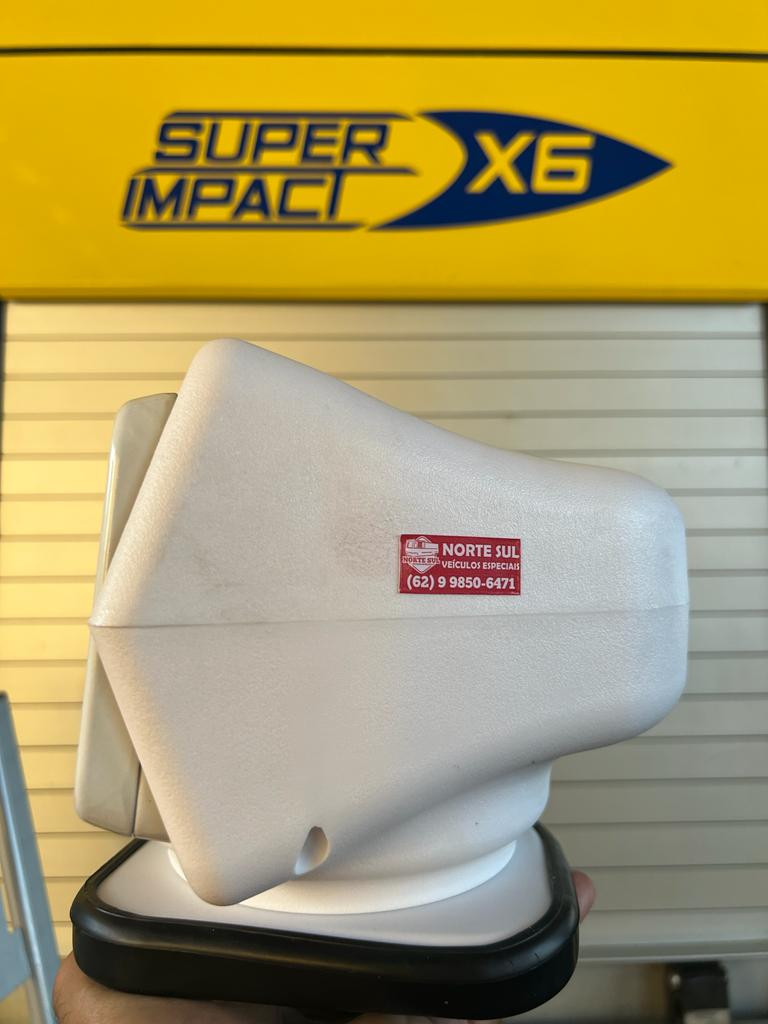 SUPER
IMPACT
X6
NORTE SUL
NORTE SUL
VEÍCULOS ESPECIAIS
(62) 9 9850-6471